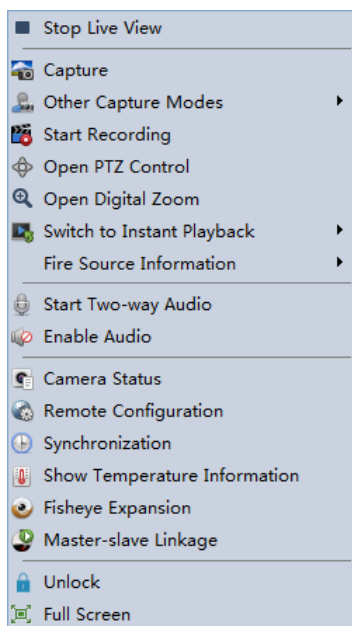 Stop Live View
Capture
Other Capture Modes
Start Recording
Open PTZ Control
Open Digital Zoom
Switch to Instant Playback
Fire Source Information
Start Two-way Audio
Enable Audio
Camera Status
Remote Configuration
Synchronization
Show Temperature Information
Fisheye Expansion
Master-slave Linkage
Unlock
Full Screen